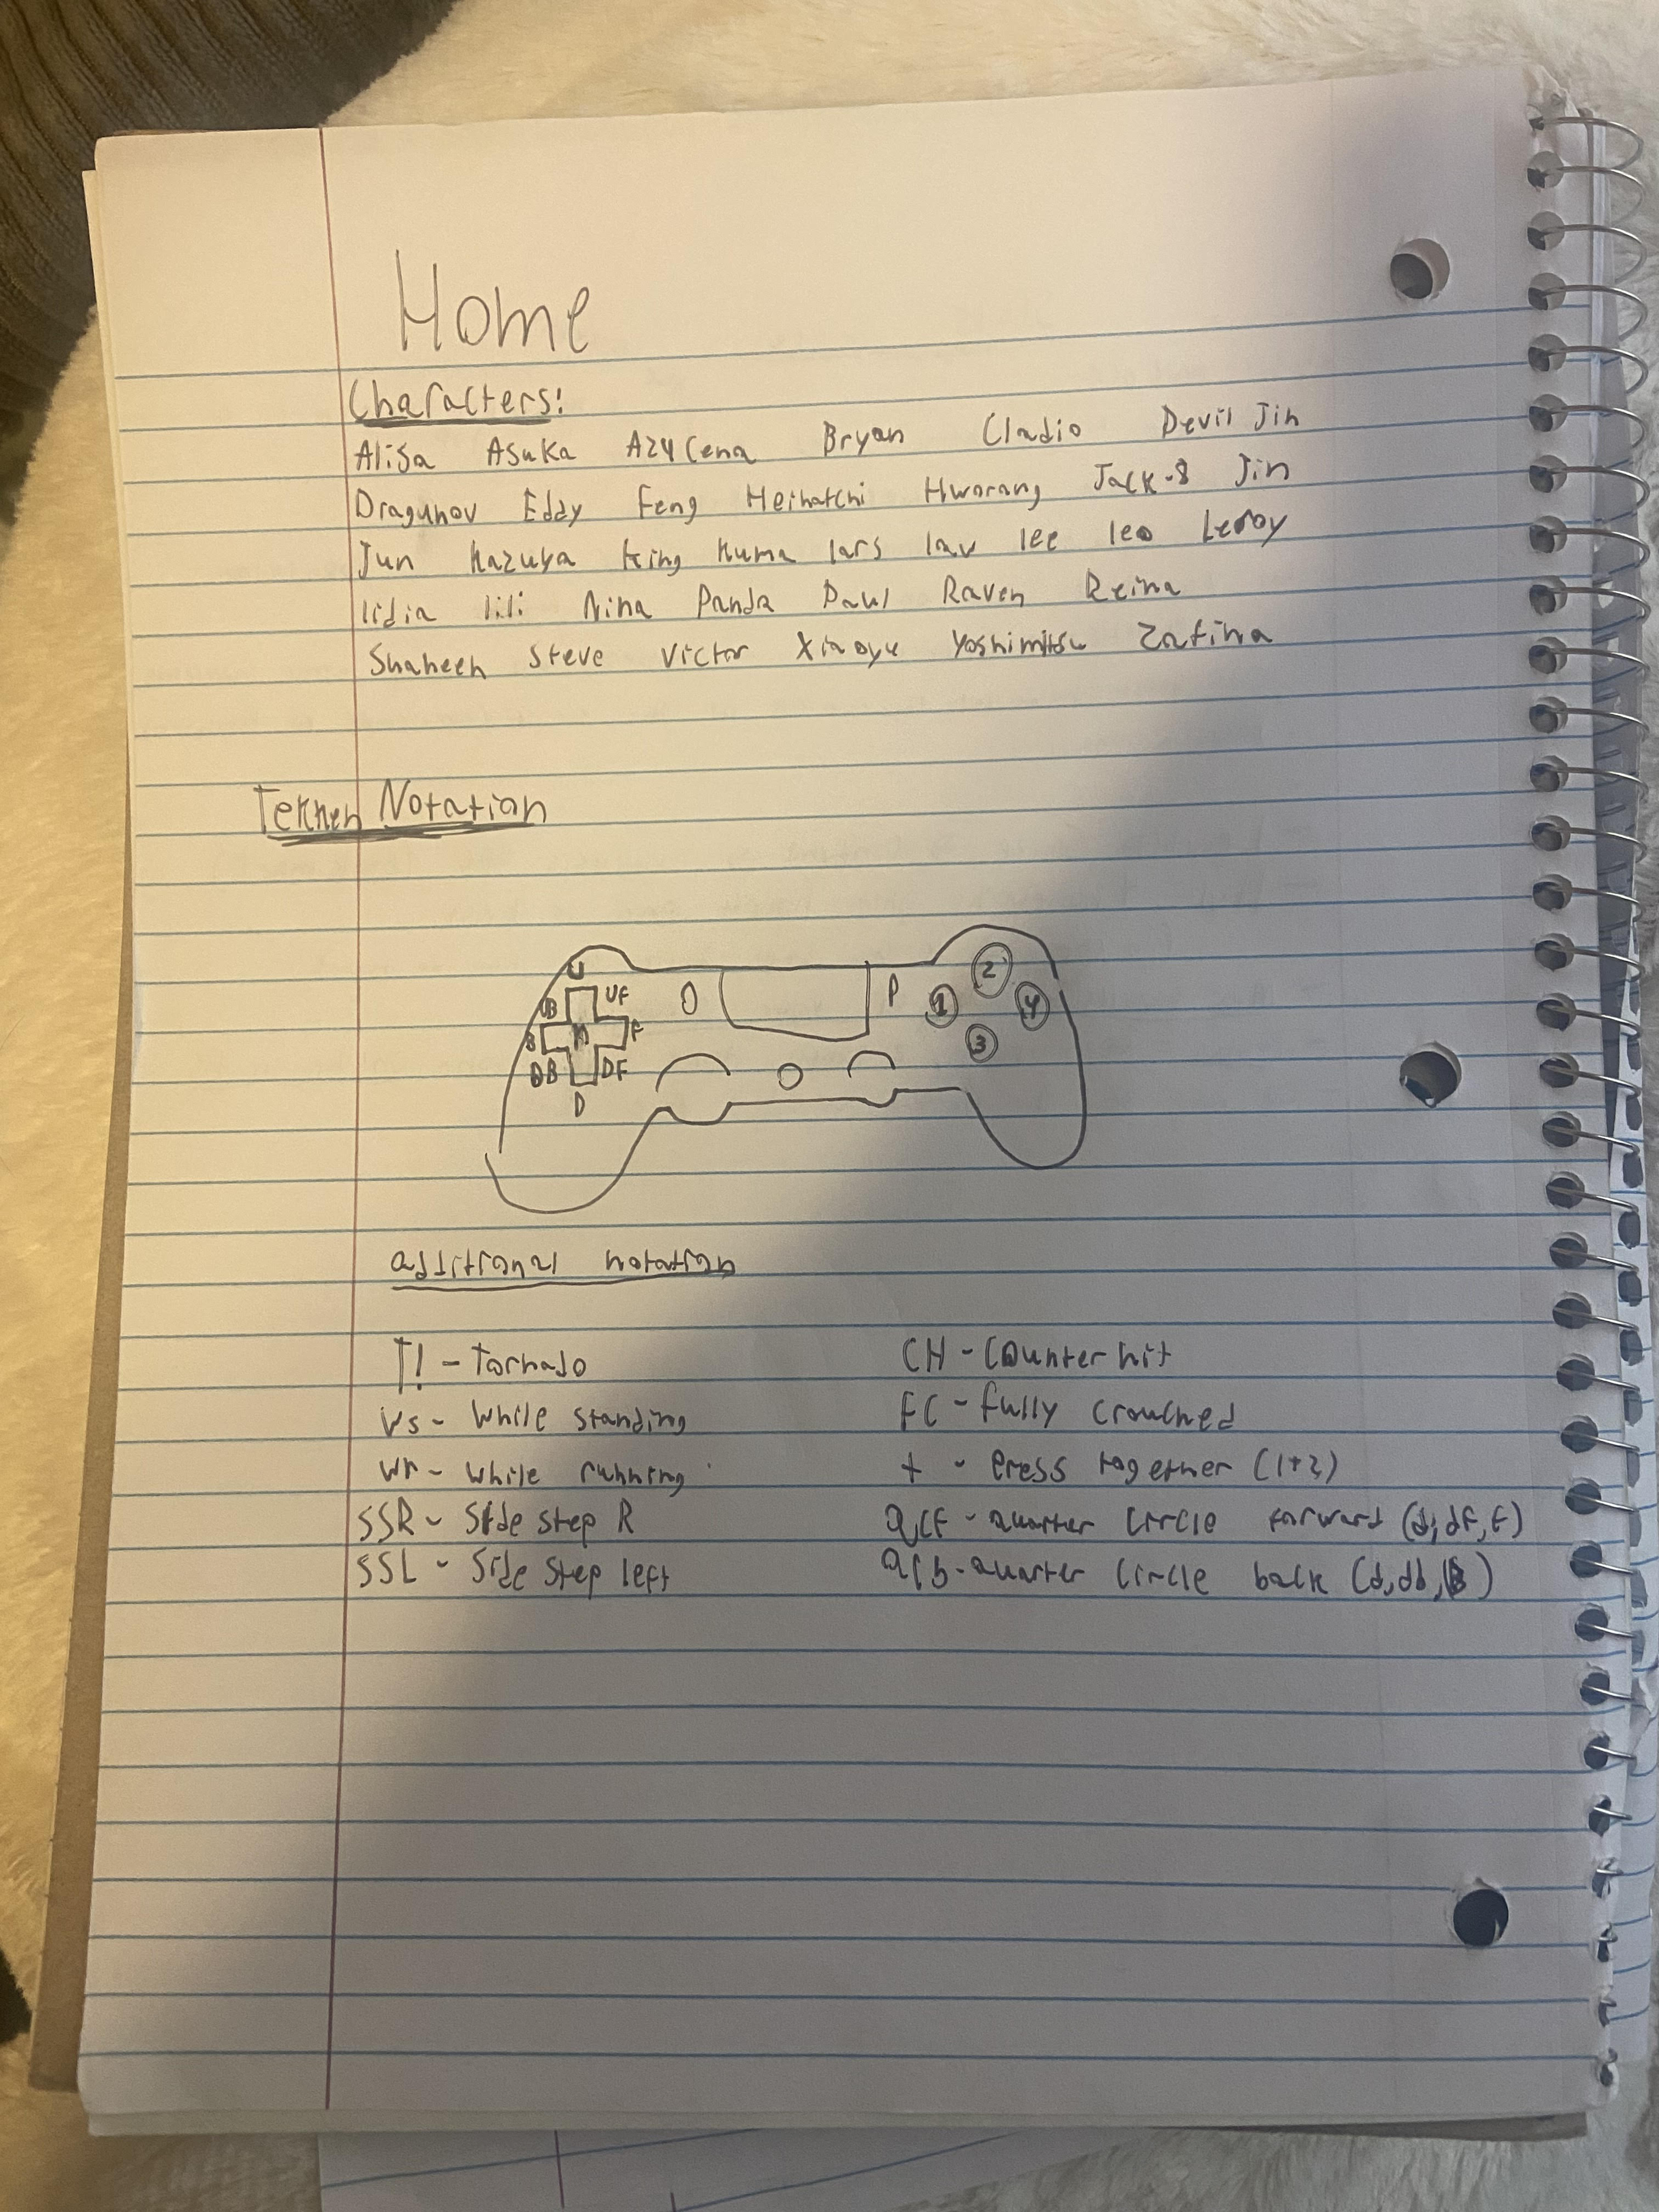 Home
Characters!
Alisa Asuka Azucena Bryan Cladio Devil Jin
Dragunov Eddy Feng Heihatchi Hworang Jack-8 Jin
Jun Kazuya King Kuma lars law lee leo Leroy
lidia lili Nina Panda Paul Raven Reina
Shaheen Steve Victor Xiaoyu Yoshimitsu Zafina
Tekken Notation
U
UB UF
B N F
DB DF
D
P
2
1 4
3
additional notation
T! - Tornado CH - Counter hit
Ws - While standing FC - fully crouched
Wr - While running + - Press together (1+2)
SSR - Side step R QCF - quarter circle forward (d,df,f)
SSL - Side step left QCb - quarter circle back (d,db,b)